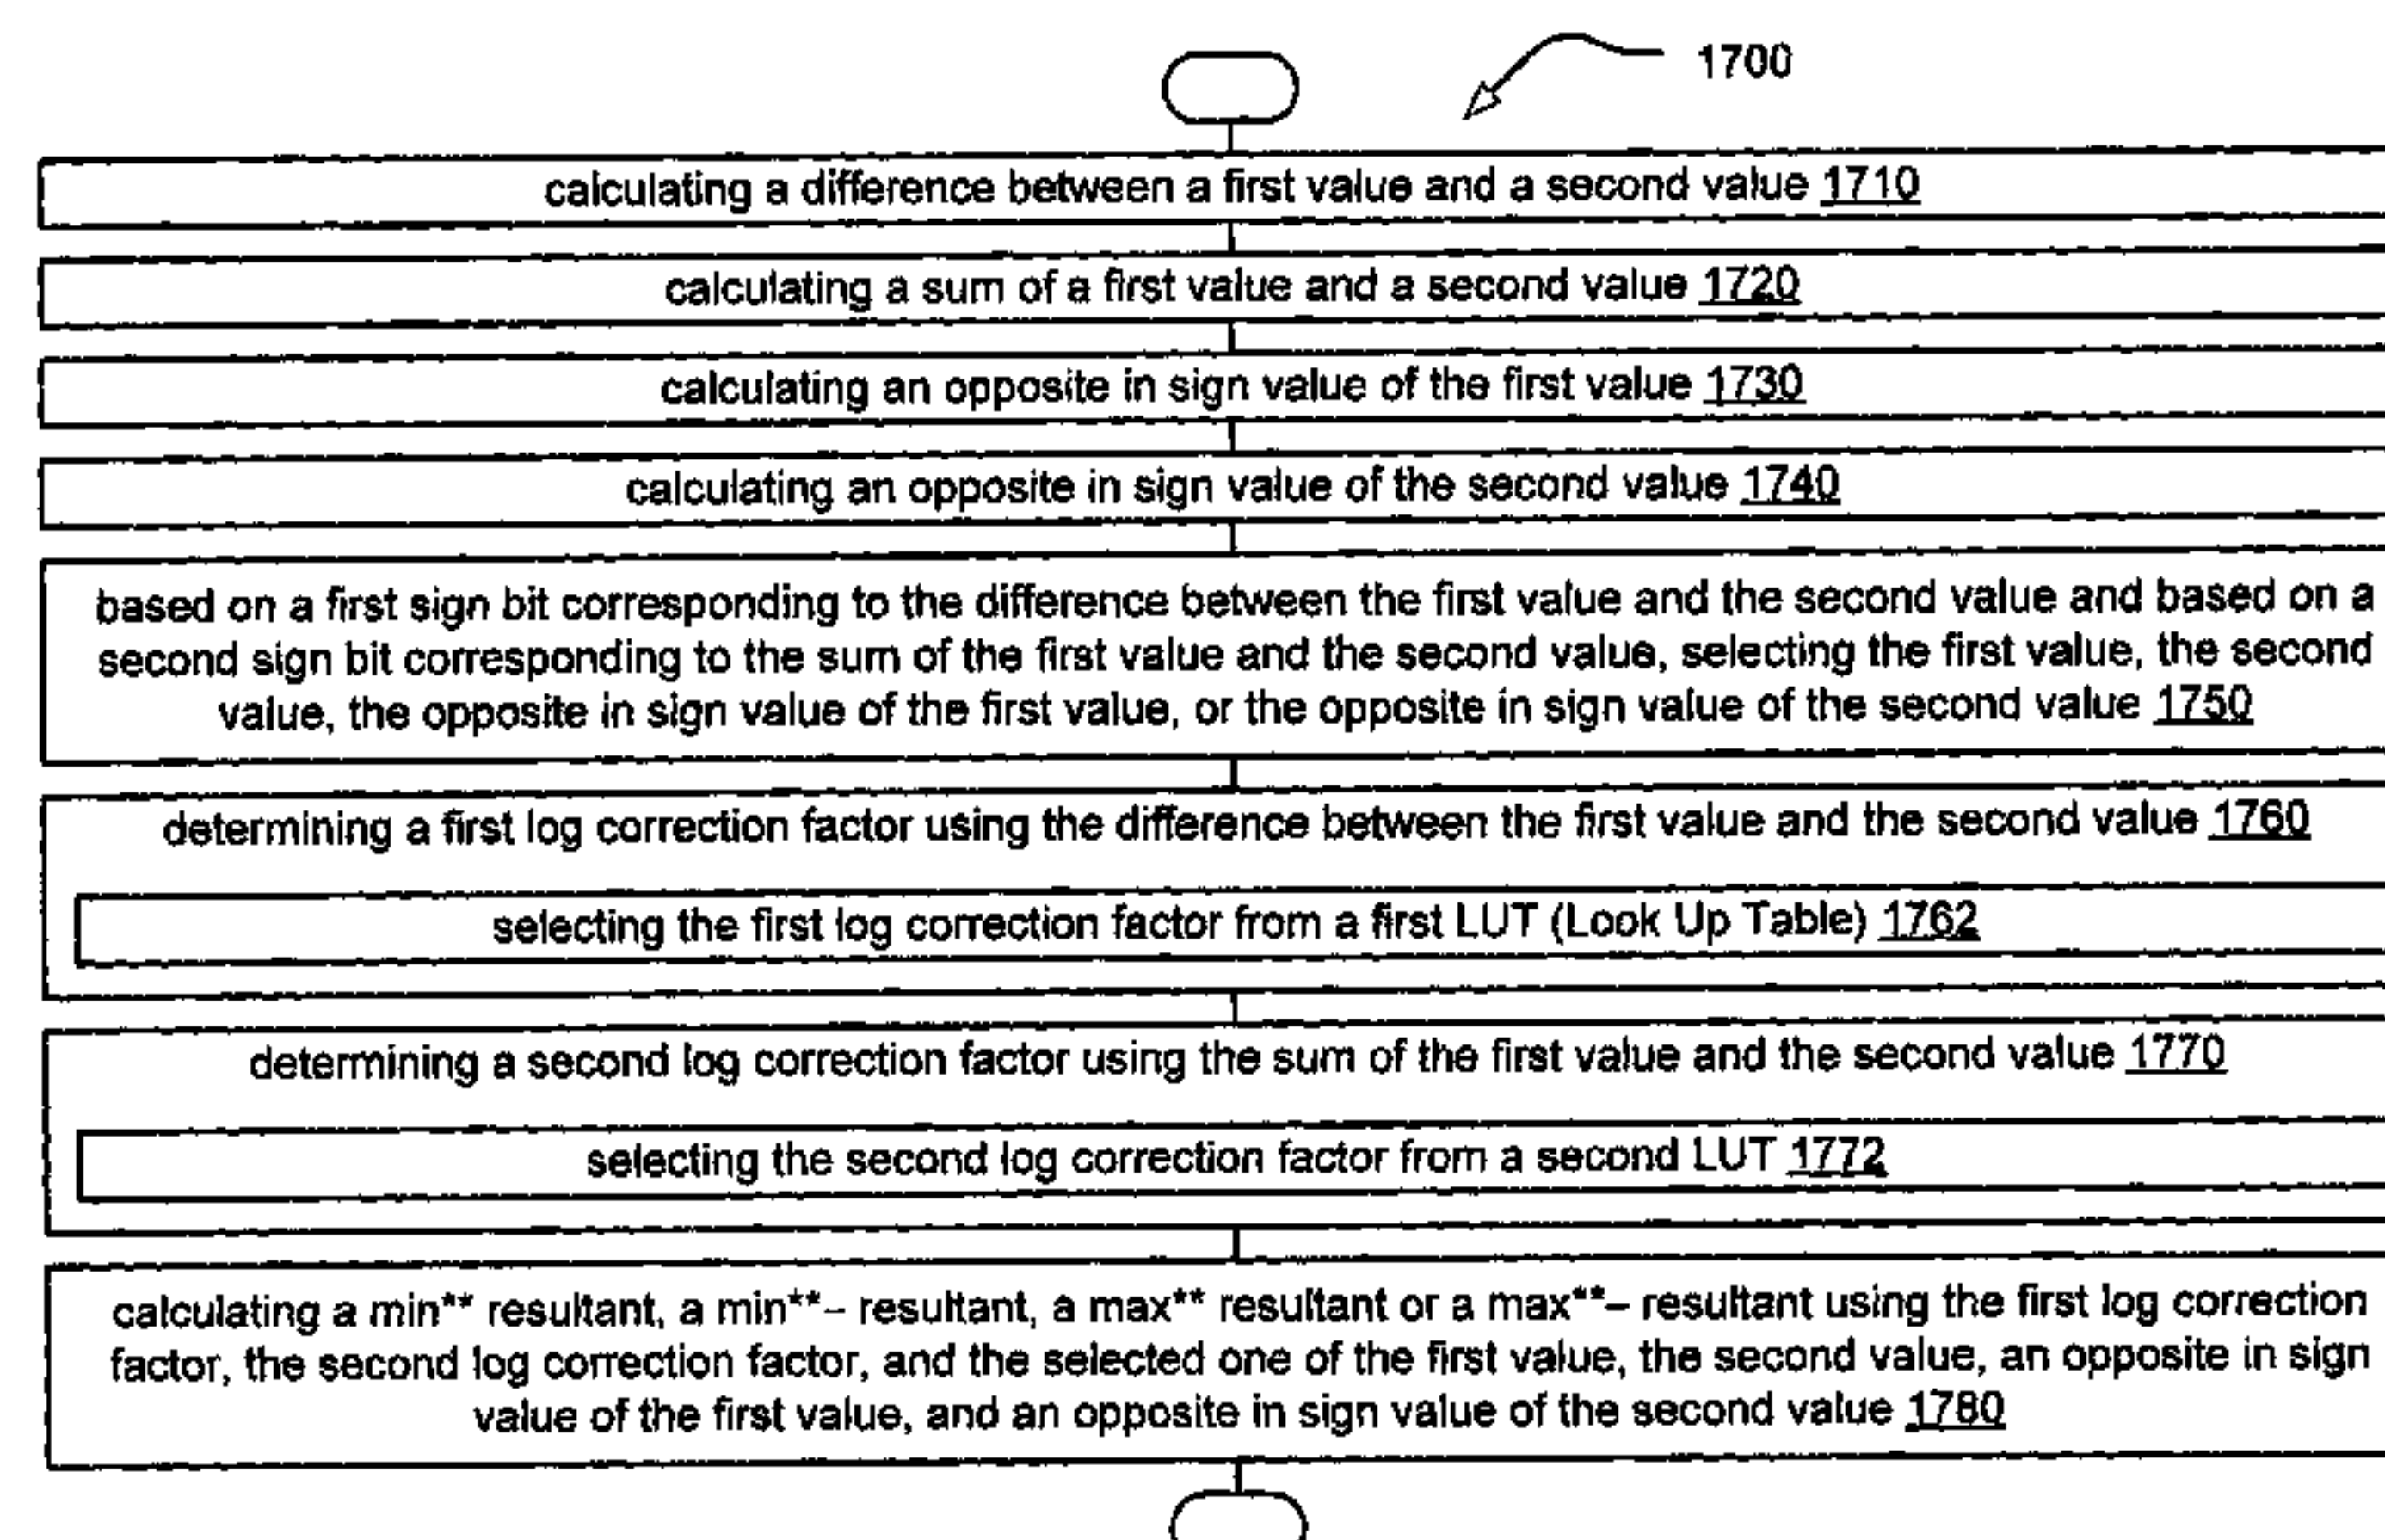 1700
calculating a difference between a first value and a second value 1710
calculating a sum of a first value and a second value 1720
calculating an opposite in sign value of the first value 1730
calculating an opposite in sign value of the second value 1740
based on a first sign bit corresponding to the difference between the first value and the second value and based on a
second sign bit corresponding to the sum of the first value and the second value, selecting the first value, the second
value, the opposite in sign value of the first value, or the opposite in sign value of the second value 1750
determining a first log correction factor using the difference between the first value and the second value 1760
selecting the first log correction factor from a first LUT (Look Up Table) 1762
determining a second log correction factor using the sum of the first value and the second value 1770
selecting the second log correction factor from a second LUT 1772
calculating a min** resultant, a min**– resultant, a max** resultant or a max**– resultant using the first log correction
factor, the second log correction factor, and the selected one of the first value, the second value, an opposite in sign
value of the first value, and an opposite in sign value of the second value 1780